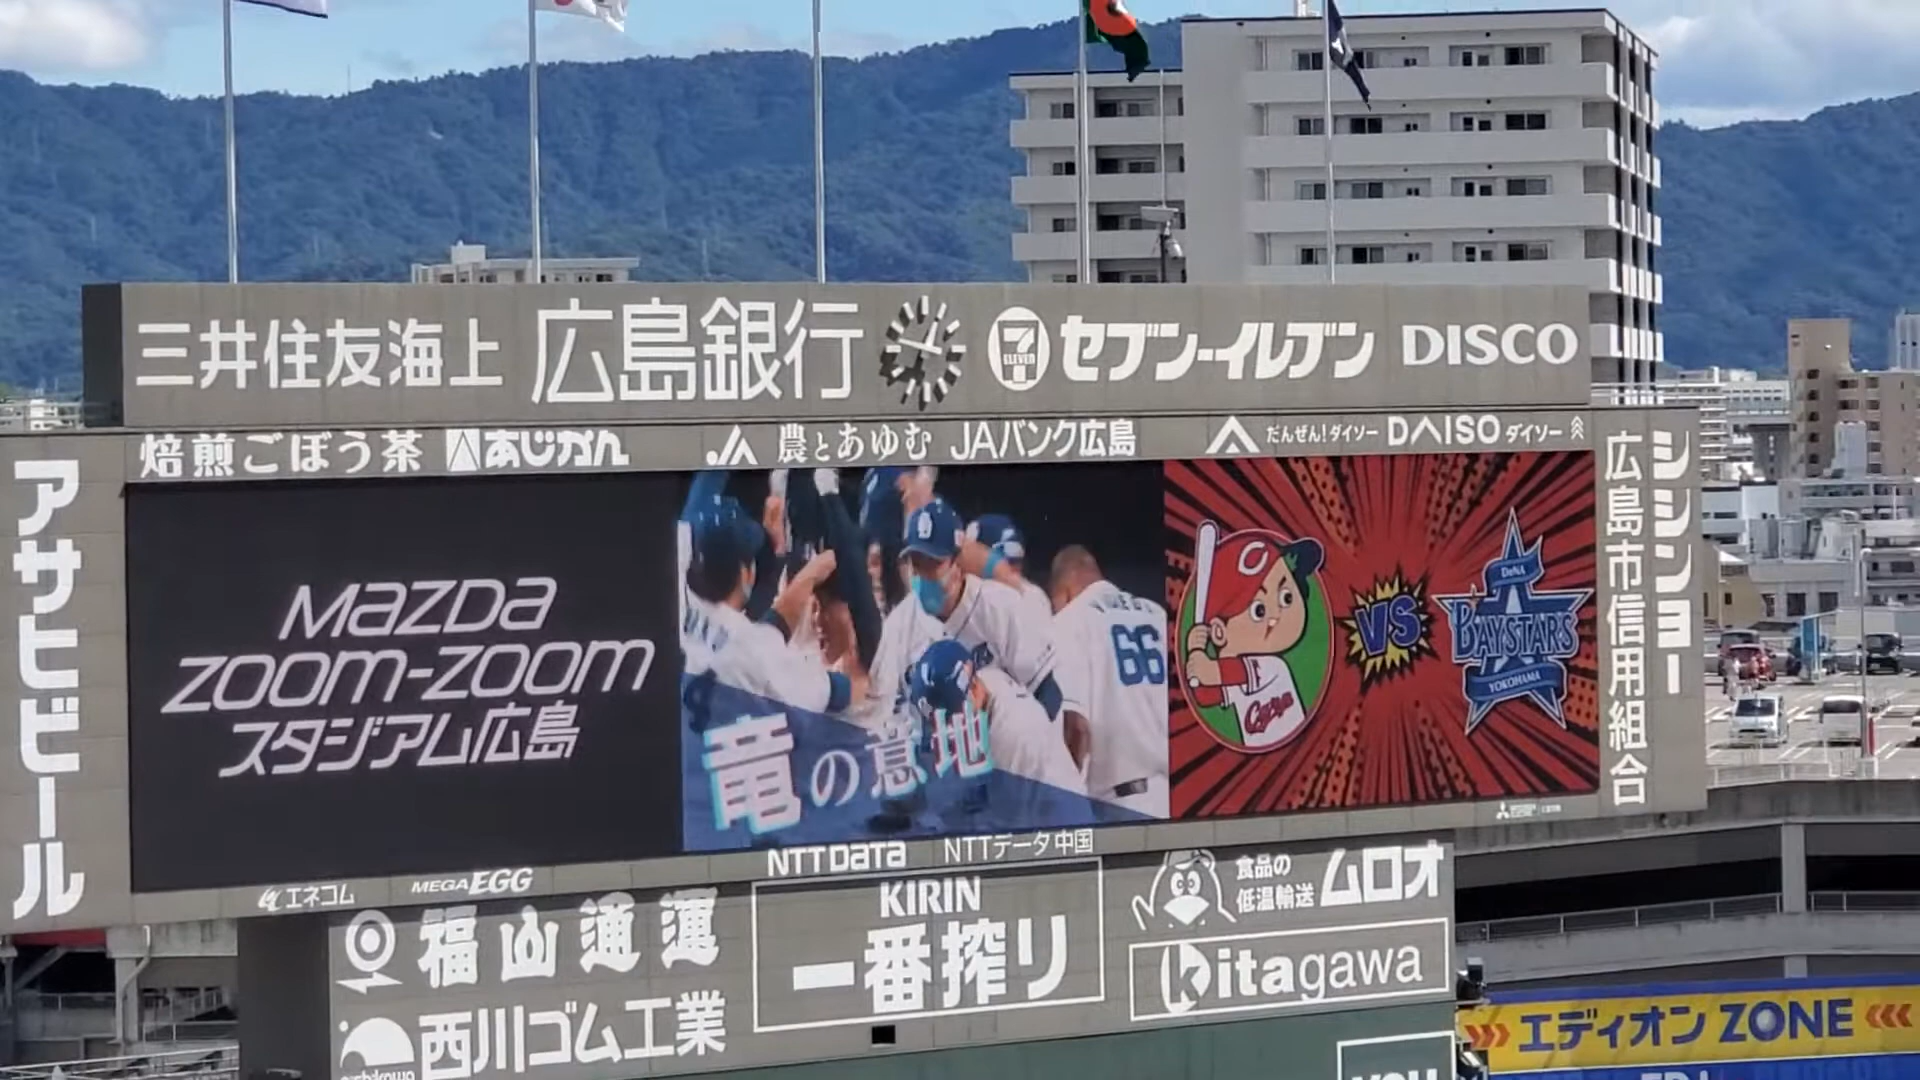 三井住友海上 広島銀行 7 ELEVEN セブン-イレブン DISCO
焙煎ごぼう茶 あじかん JA 農とあゆむ JAバンク広島 だんぜん!ダイソー DAISO ダイソー
アサヒビール
シシンヨー
広島市信用組合
MAZDA
ZOOM-ZOOM
スタジアム広島
66
竜の意地
C
Carp
VS
DeNA
BAYSTARS
YOKOHAMA
エネコム MEGA EGG NTT DATA NTTデータ中国
福山通運
西川ゴム工業
KIRIN
一番搾り
食品の
低温輸送 ムロオ
kitagawa
エディオン ZONE